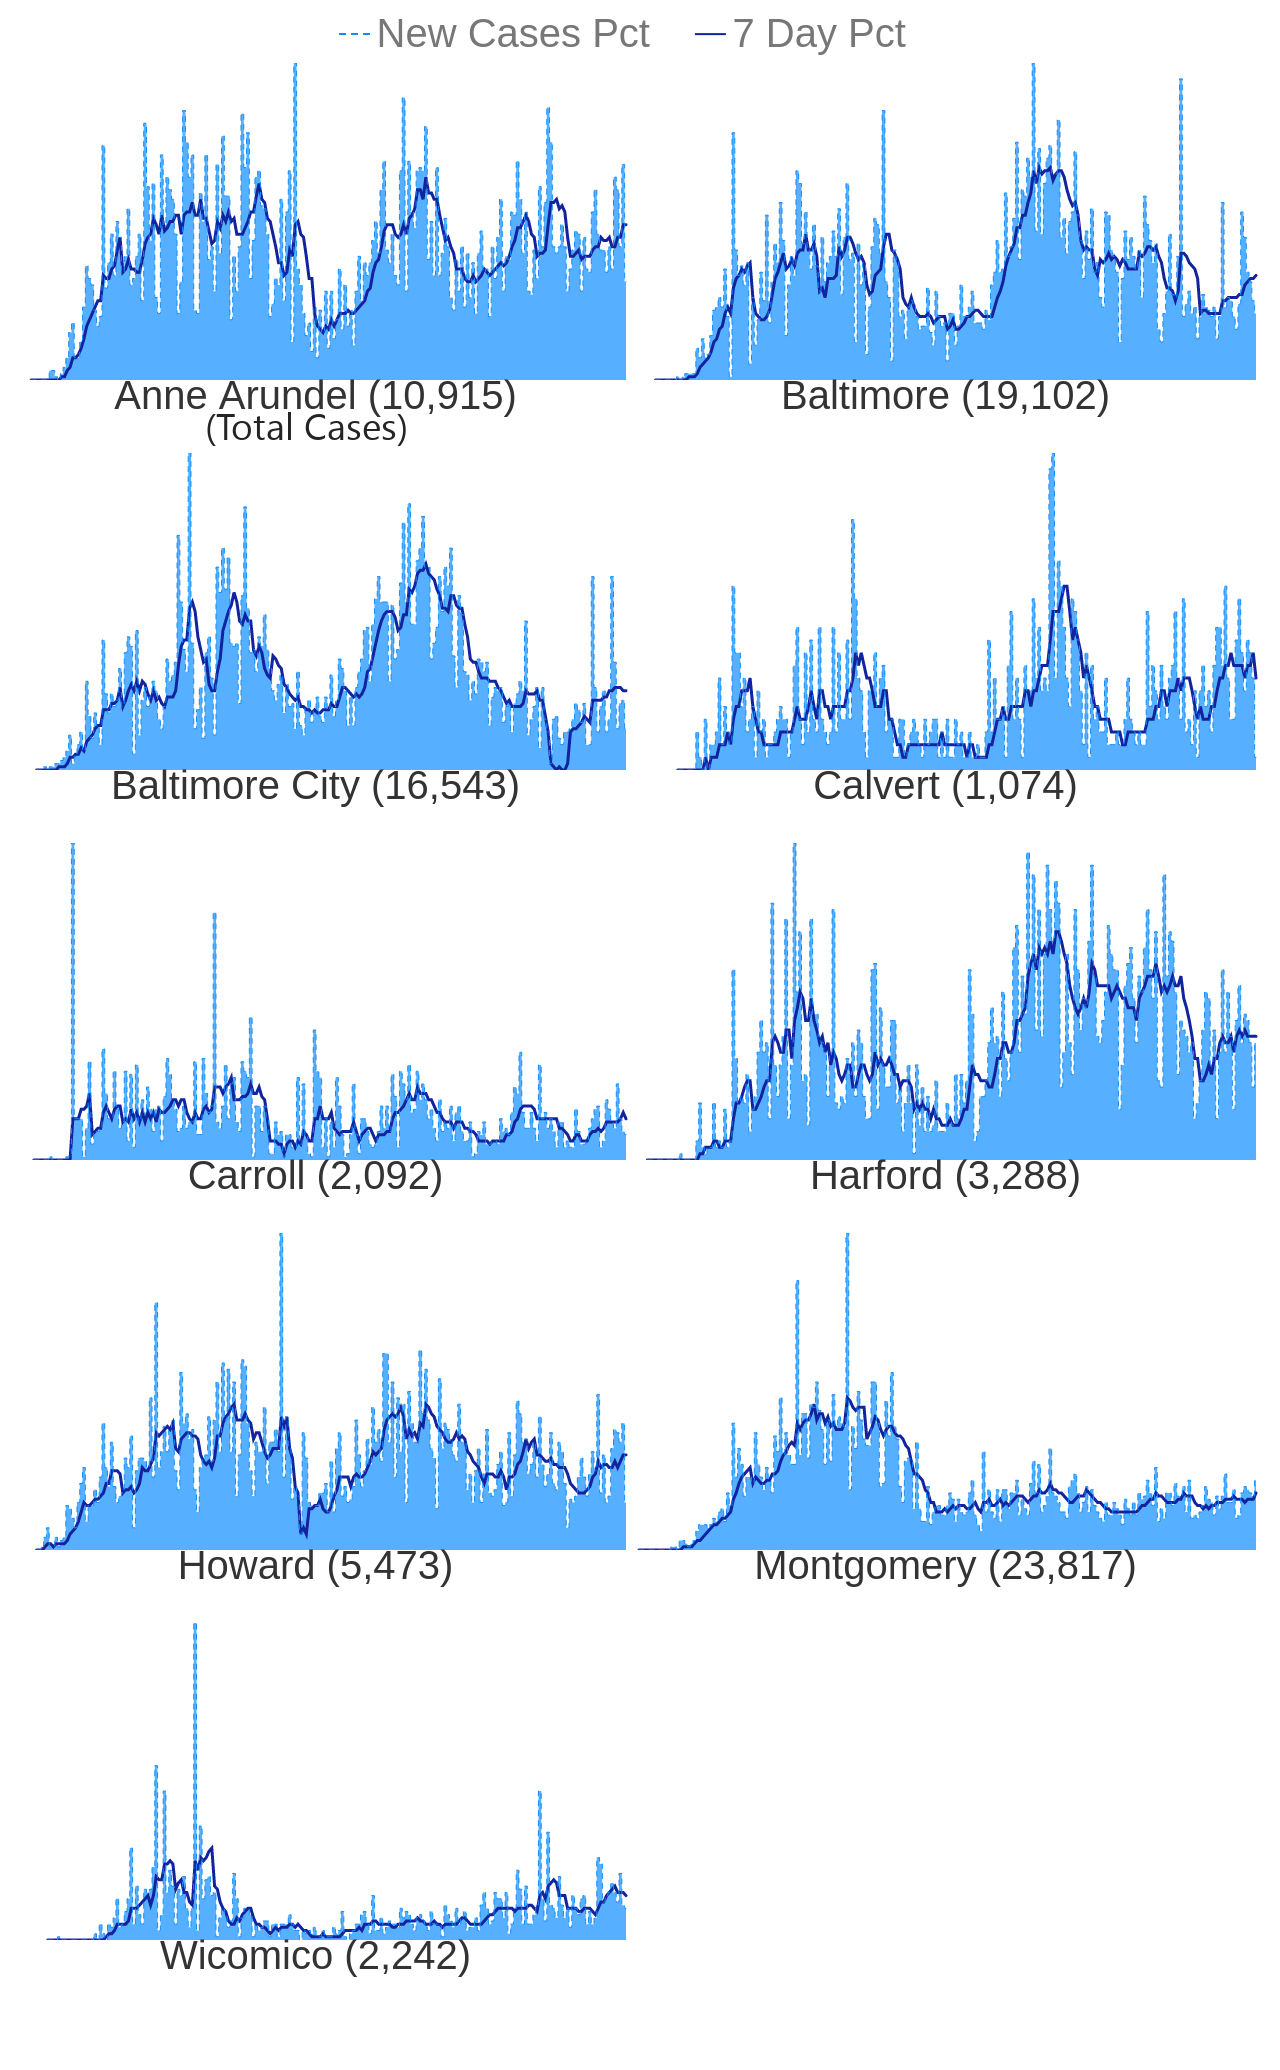 New Cases Pct 7 Day Pct
Anne Arundel (10,915) Baltimore (19,102)
(Total Cases)
Baltimore City (16,543) Calvert (1,074)
Carroll (2,092) Harford (3,288)
Howard (5,473) Montgomery (23,817)
Wicomico (2,242)